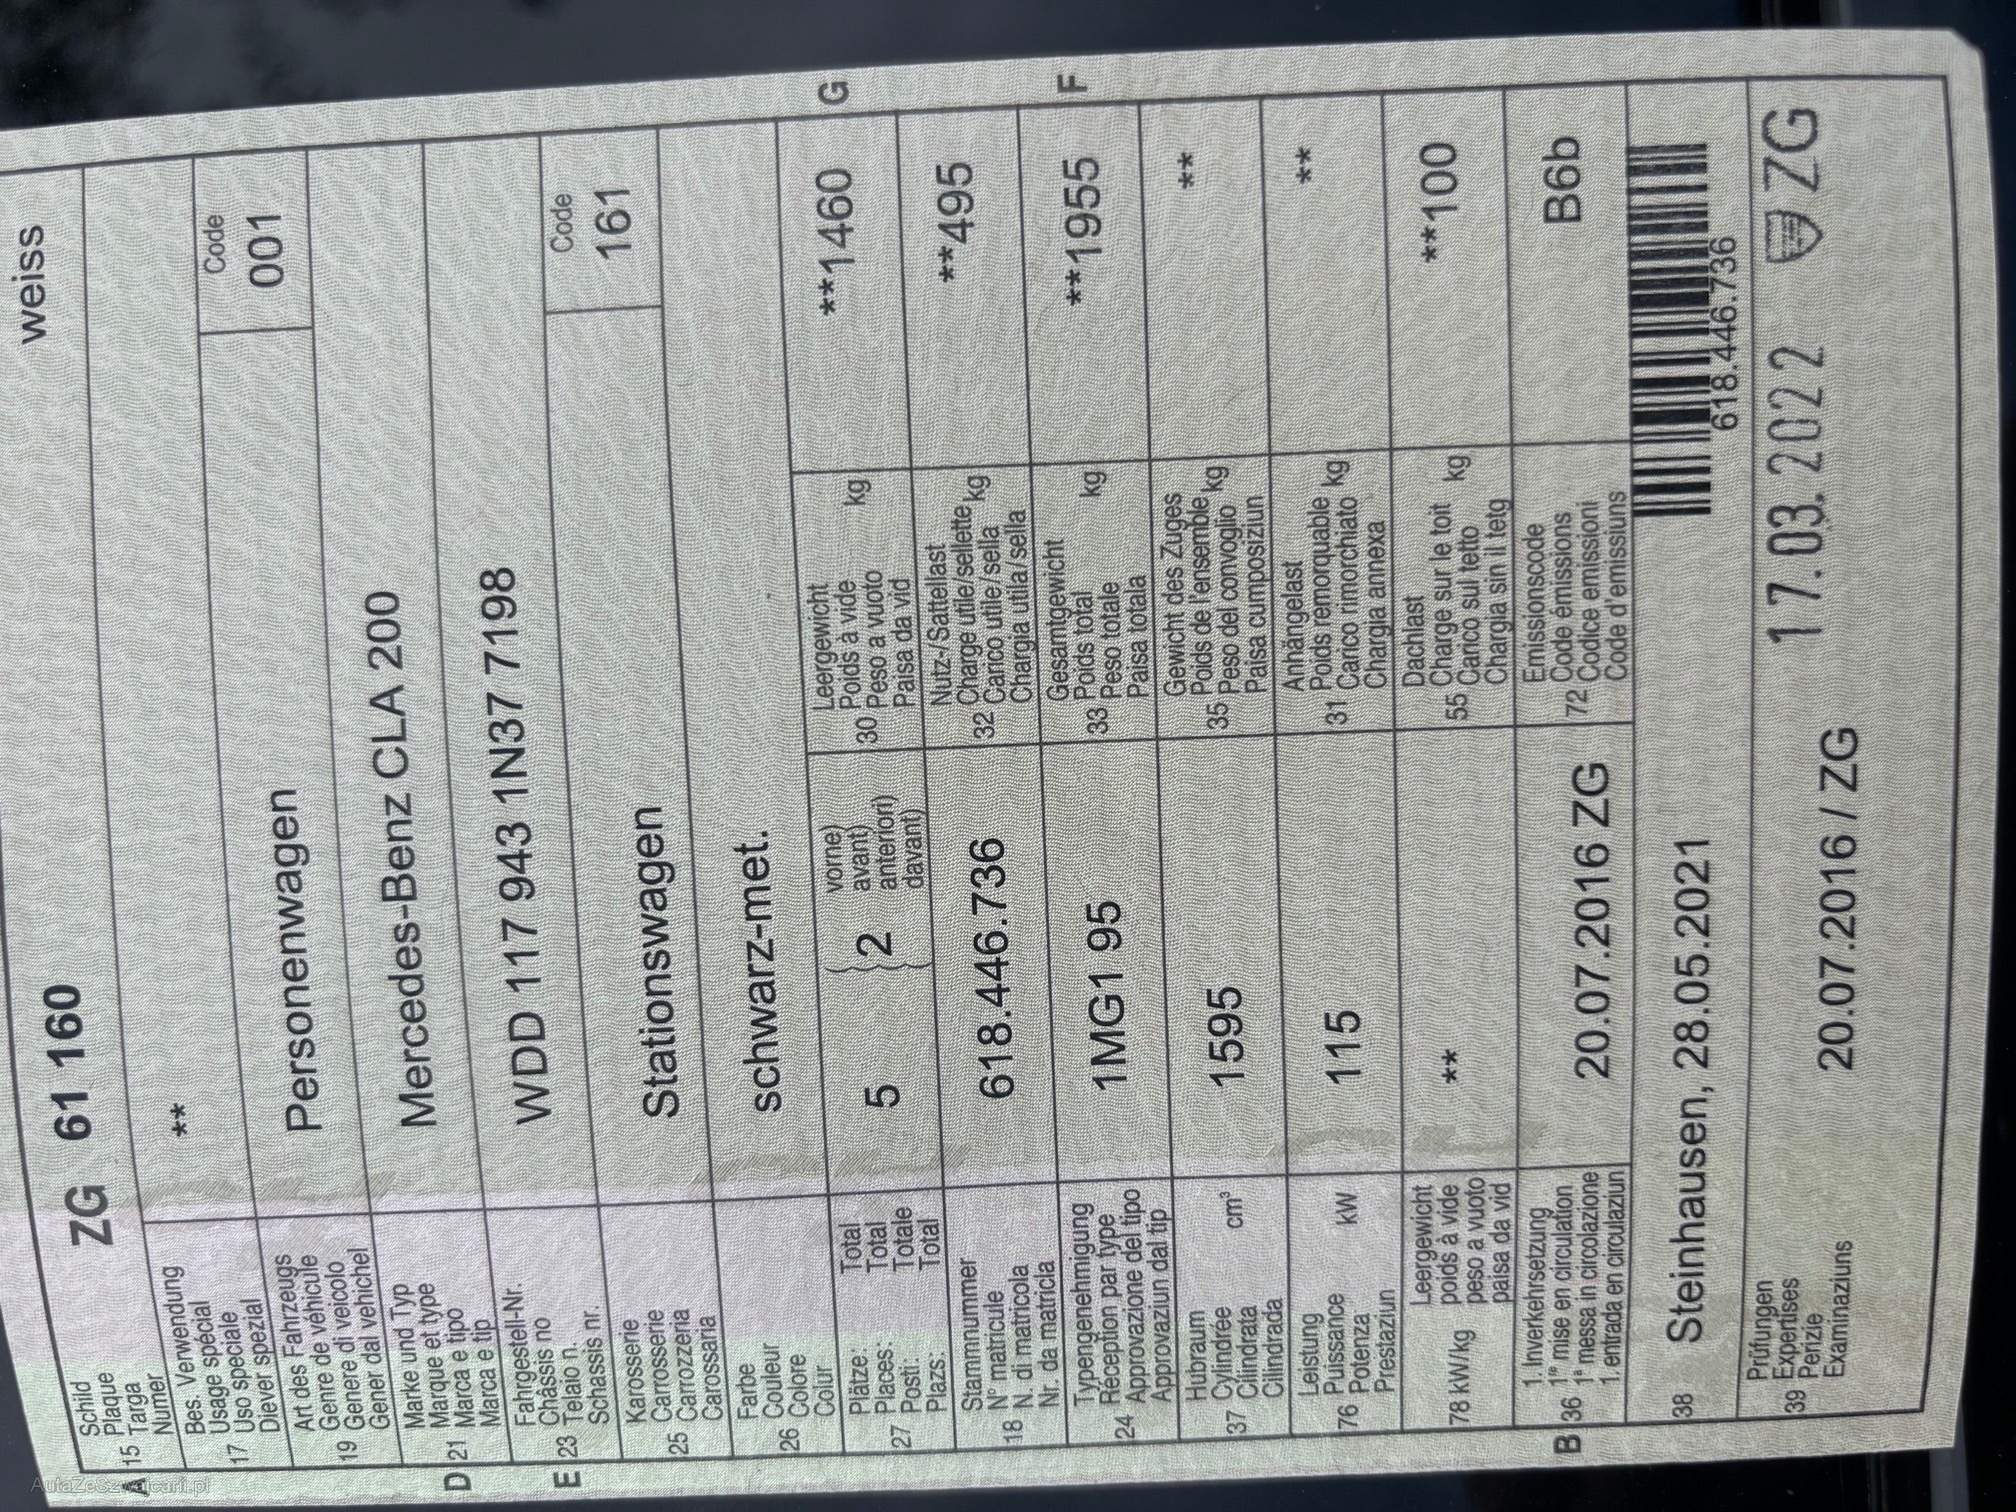 Schild
Plaque
A 15 Targa
Numer
ZG 61 160
weiss
Bes. Verwendung
Usage spécial
17 Uso speciale
Diever spezial
**
Art des Fahrzeugs
Genre de véhicule
19 Genere di veicolo
Gener dal vehichel
Personenwagen
Code
001
Marke und Typ
Marque et type
D 21 Marca e tipo
Marca e tip
Mercedes-Benz CLA 200
Fahrgestell-Nr.
Châssis no
E 23 Telaio n.
Schassis nr.
WDD 117 943 1N37 7198
Karosserie
Carrosserie
25 Carrozzeria
Carossaria
Stationswagen
Code
161
Farbe
Couleur
26 Colore
Colur
schwarz-met.
Plätze: Total
Places: Total
27 Posti: Totale
Plazs: Total
5
2
vorne)
avant)
anteriori)
davant)
Leergewicht
Poids à vide
30 Peso a vuoto kg
Paisa da vid
**1460
G
Stammnummer
N° matricule
18 N. di matricola
Nr. da matricla
618.446.736
Nutz-/Sattellast
Charge utile/sellette kg
32 Carico utile/sella
Chargia utila/sella
**495
Typengenehmigung
Réception par type
24 Approvazione del tipo
Approvaziun dal tip
1MG1 95
Gesamtgewicht
Poids total
33 Peso totale kg
Paisa totala
**1955
F
Hubraum
37 Cylindrée cm³
Cilindrata
Cilindrada
1595
Gewicht des Zuges
Poids de l'ensemble
35 Peso del convoglio kg
Paisa cumposiziun
**
Leistung
76 Puissance kW
Potenza
Prestaziun
115
Anhängelast
Poids remorquable
31 Carico rimorchiato kg
Chargia annexa
**
Leergewicht
poids à vide
78 kW/kg peso a vuoto
paisa da vid
**
Dachlast
Charge sur le toit
55 Carico sul tetto kg
Chargia sin il tetg
**100
1. Inverkehrsetzung
B 36 1re mise en circulation
1a messa in circolazione
1. entrada en circulaziun
20.07.2016 ZG
Emissionscode
Code émissions
72 Codice emissioni
Code d'emissiuns
B6b
38 Steinhausen, 28.05.2021
618.446.736
Prüfungen
Expertises
39 Perizie
Examinaziuns
20.07.2016 / ZG
17.03.2022 ZG
AutaZeSzwajcarii.pl